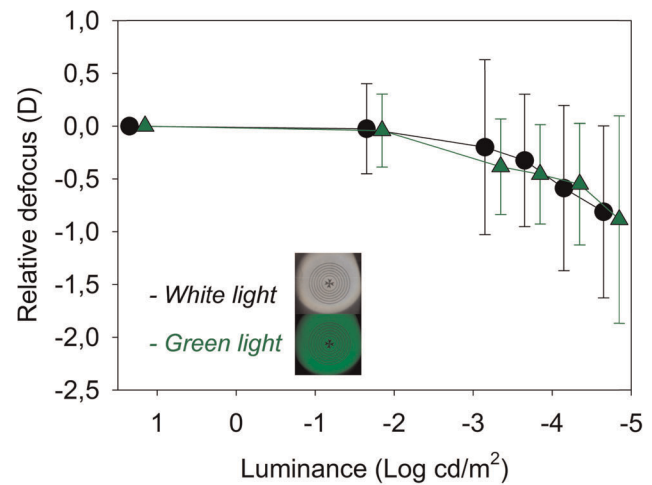 1,0
0,5
0,0
-0,5
-1,0
-1,5
-2,0
-2,5
Relative defocus (D)
- White light
- Green light
1 0 -1 -2 -3 -4 -5
Luminance (Log cd/m²)